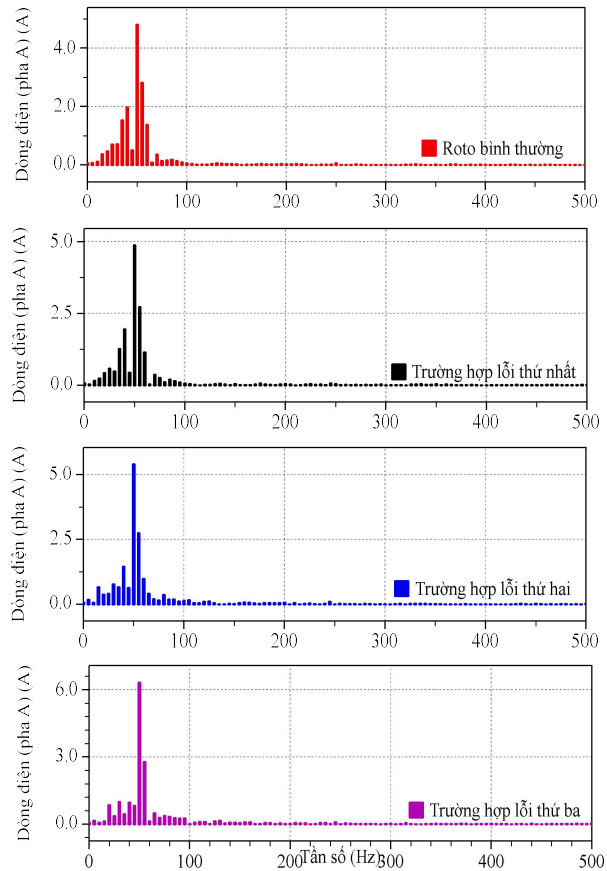 Dòng điện (pha A) (A)
4.0
2.0
0.0
Roto bình thường
0 100 200 300 400 500
Dòng điện (pha A) (A)
5.0
2.5
0.0
Trường hợp lỗi thứ nhất
0 100 200 300 400 500
Dòng điện (pha A) (A)
5.0
2.5
0.0
Trường hợp lỗi thứ hai
0 100 200 300 400 500
Dòng điện (pha A) (A)
6.0
3.0
0.0
Trường hợp lỗi thứ ba
0 100 200 300 400 500
Tần số (Hz)